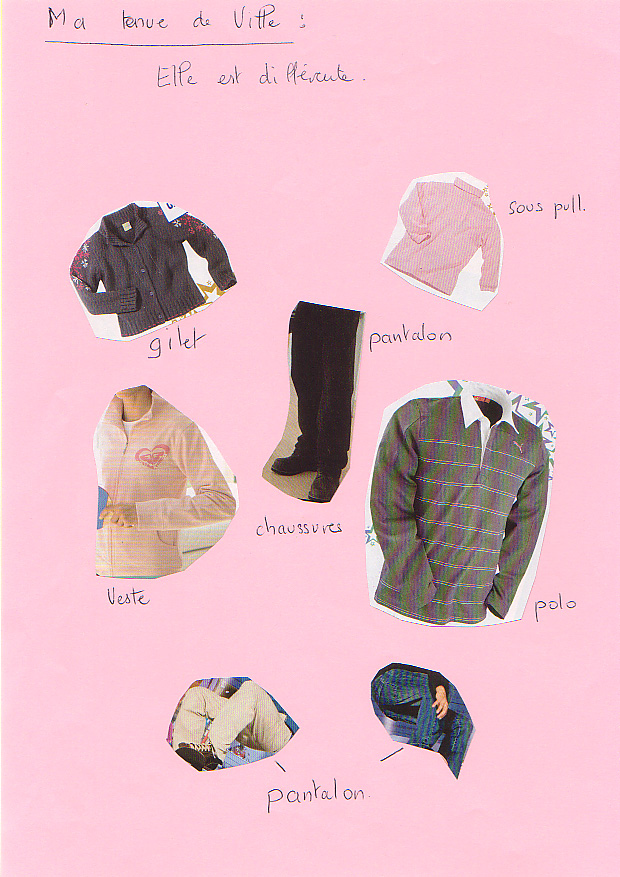 Ma tenue de Ville :
Elle est différente.
sous pull.
gilet
pantalon
chaussures
Veste
polo
pantalon.